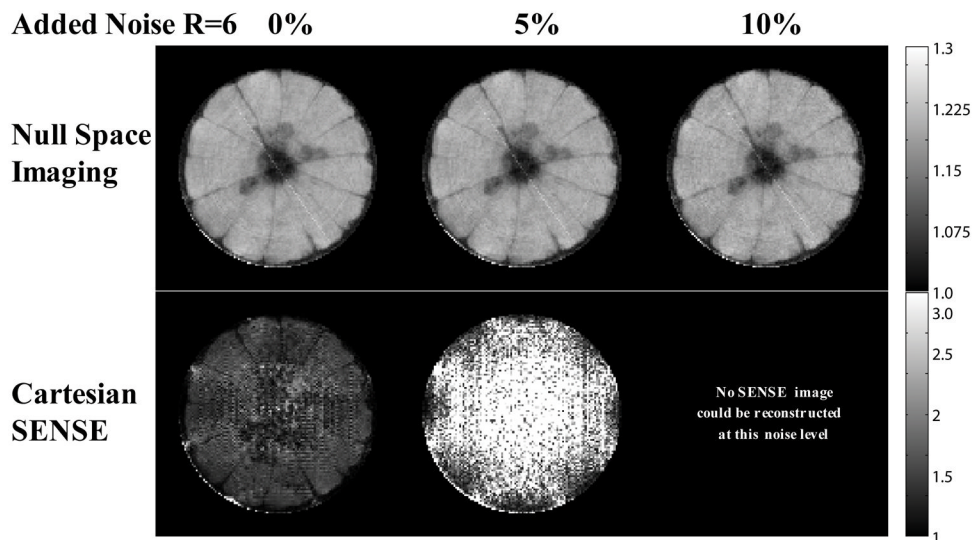 Added Noise R=6 0% 5% 10%
Null Space
Imaging
1.3
1.225
1.15
1.075
1.0
Cartesian
SENSE
No SENSE image
could be reconstructed
at this noise level
3.0
2.5
2
1.5
1